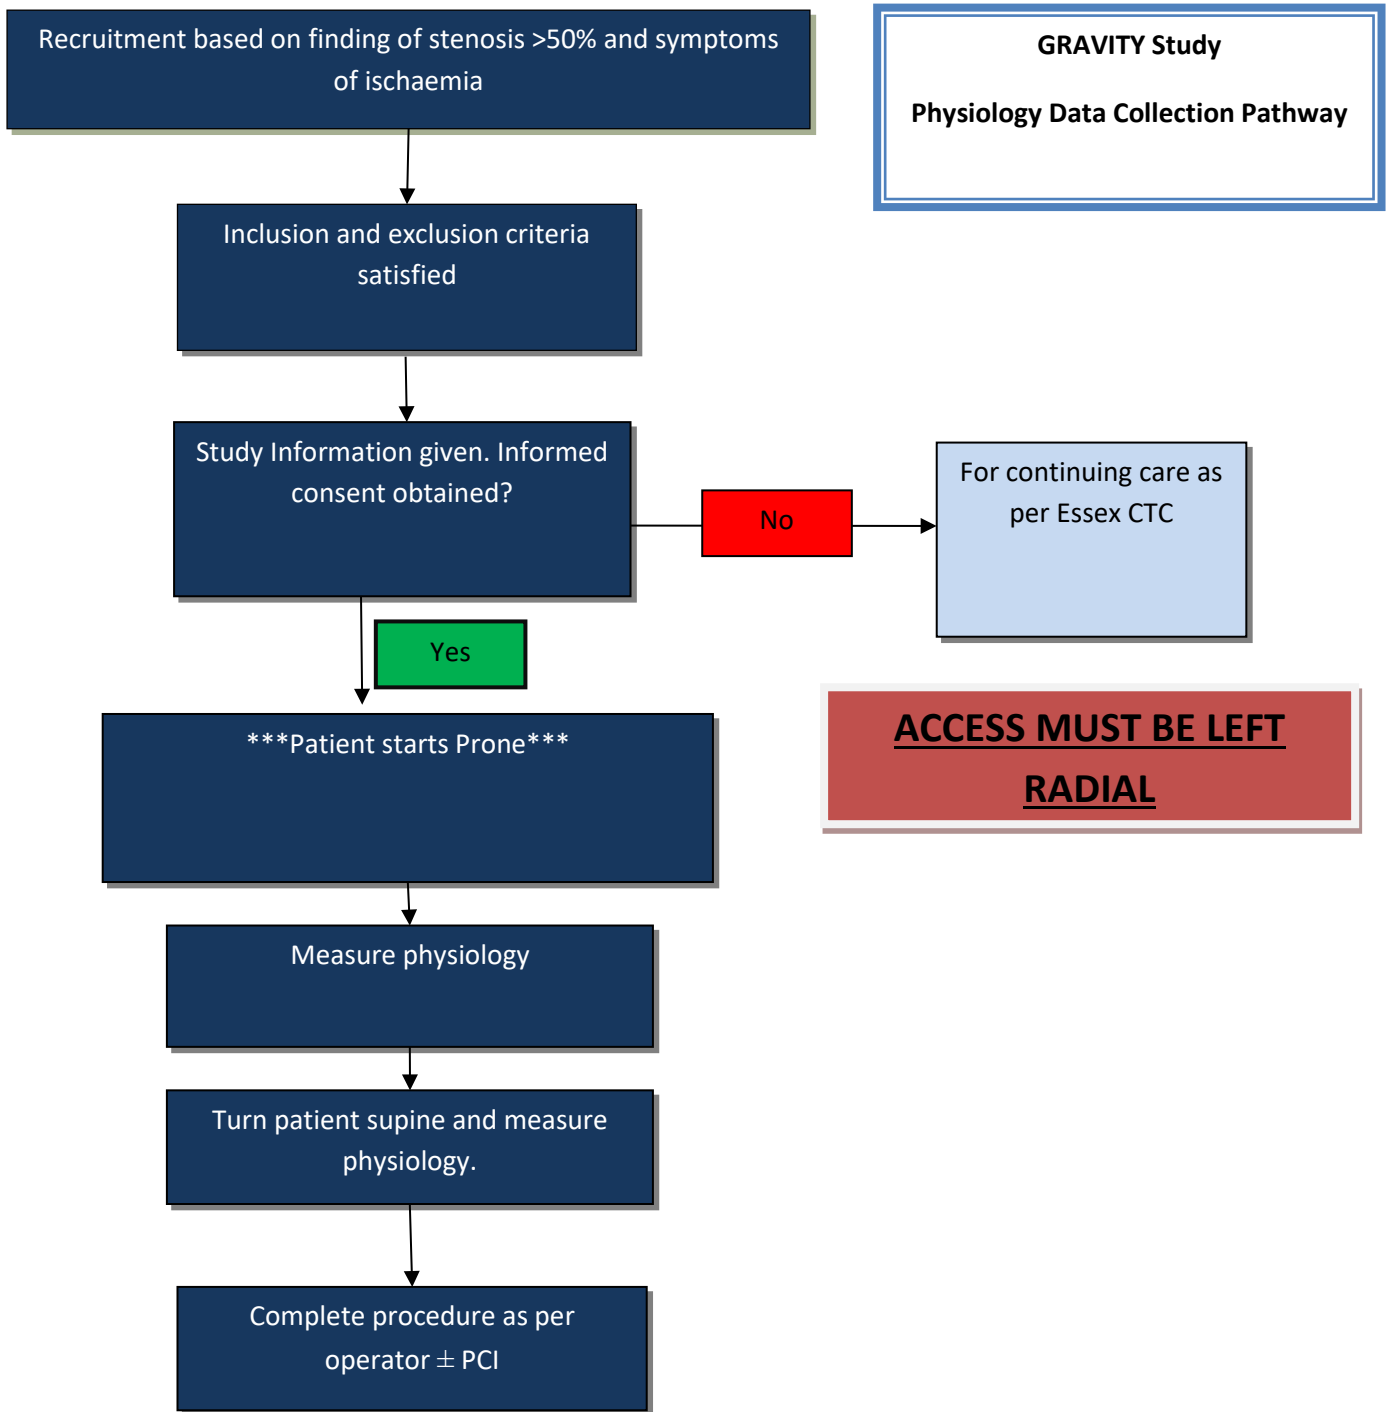 Recruitment based on finding of stenosis >50% and symptoms
of ischaemia
GRAVITY Study
Physiology Data Collection Pathway
Inclusion and exclusion criteria
satisfied
Study Information given. Informed
consent obtained?
No
For continuing care as
per Essex CTC
Yes
***Patient starts Prone***
ACCESS MUST BE LEFT
RADIAL
Measure physiology
Turn patient supine and measure
physiology.
Complete procedure as per
operator ± PCI